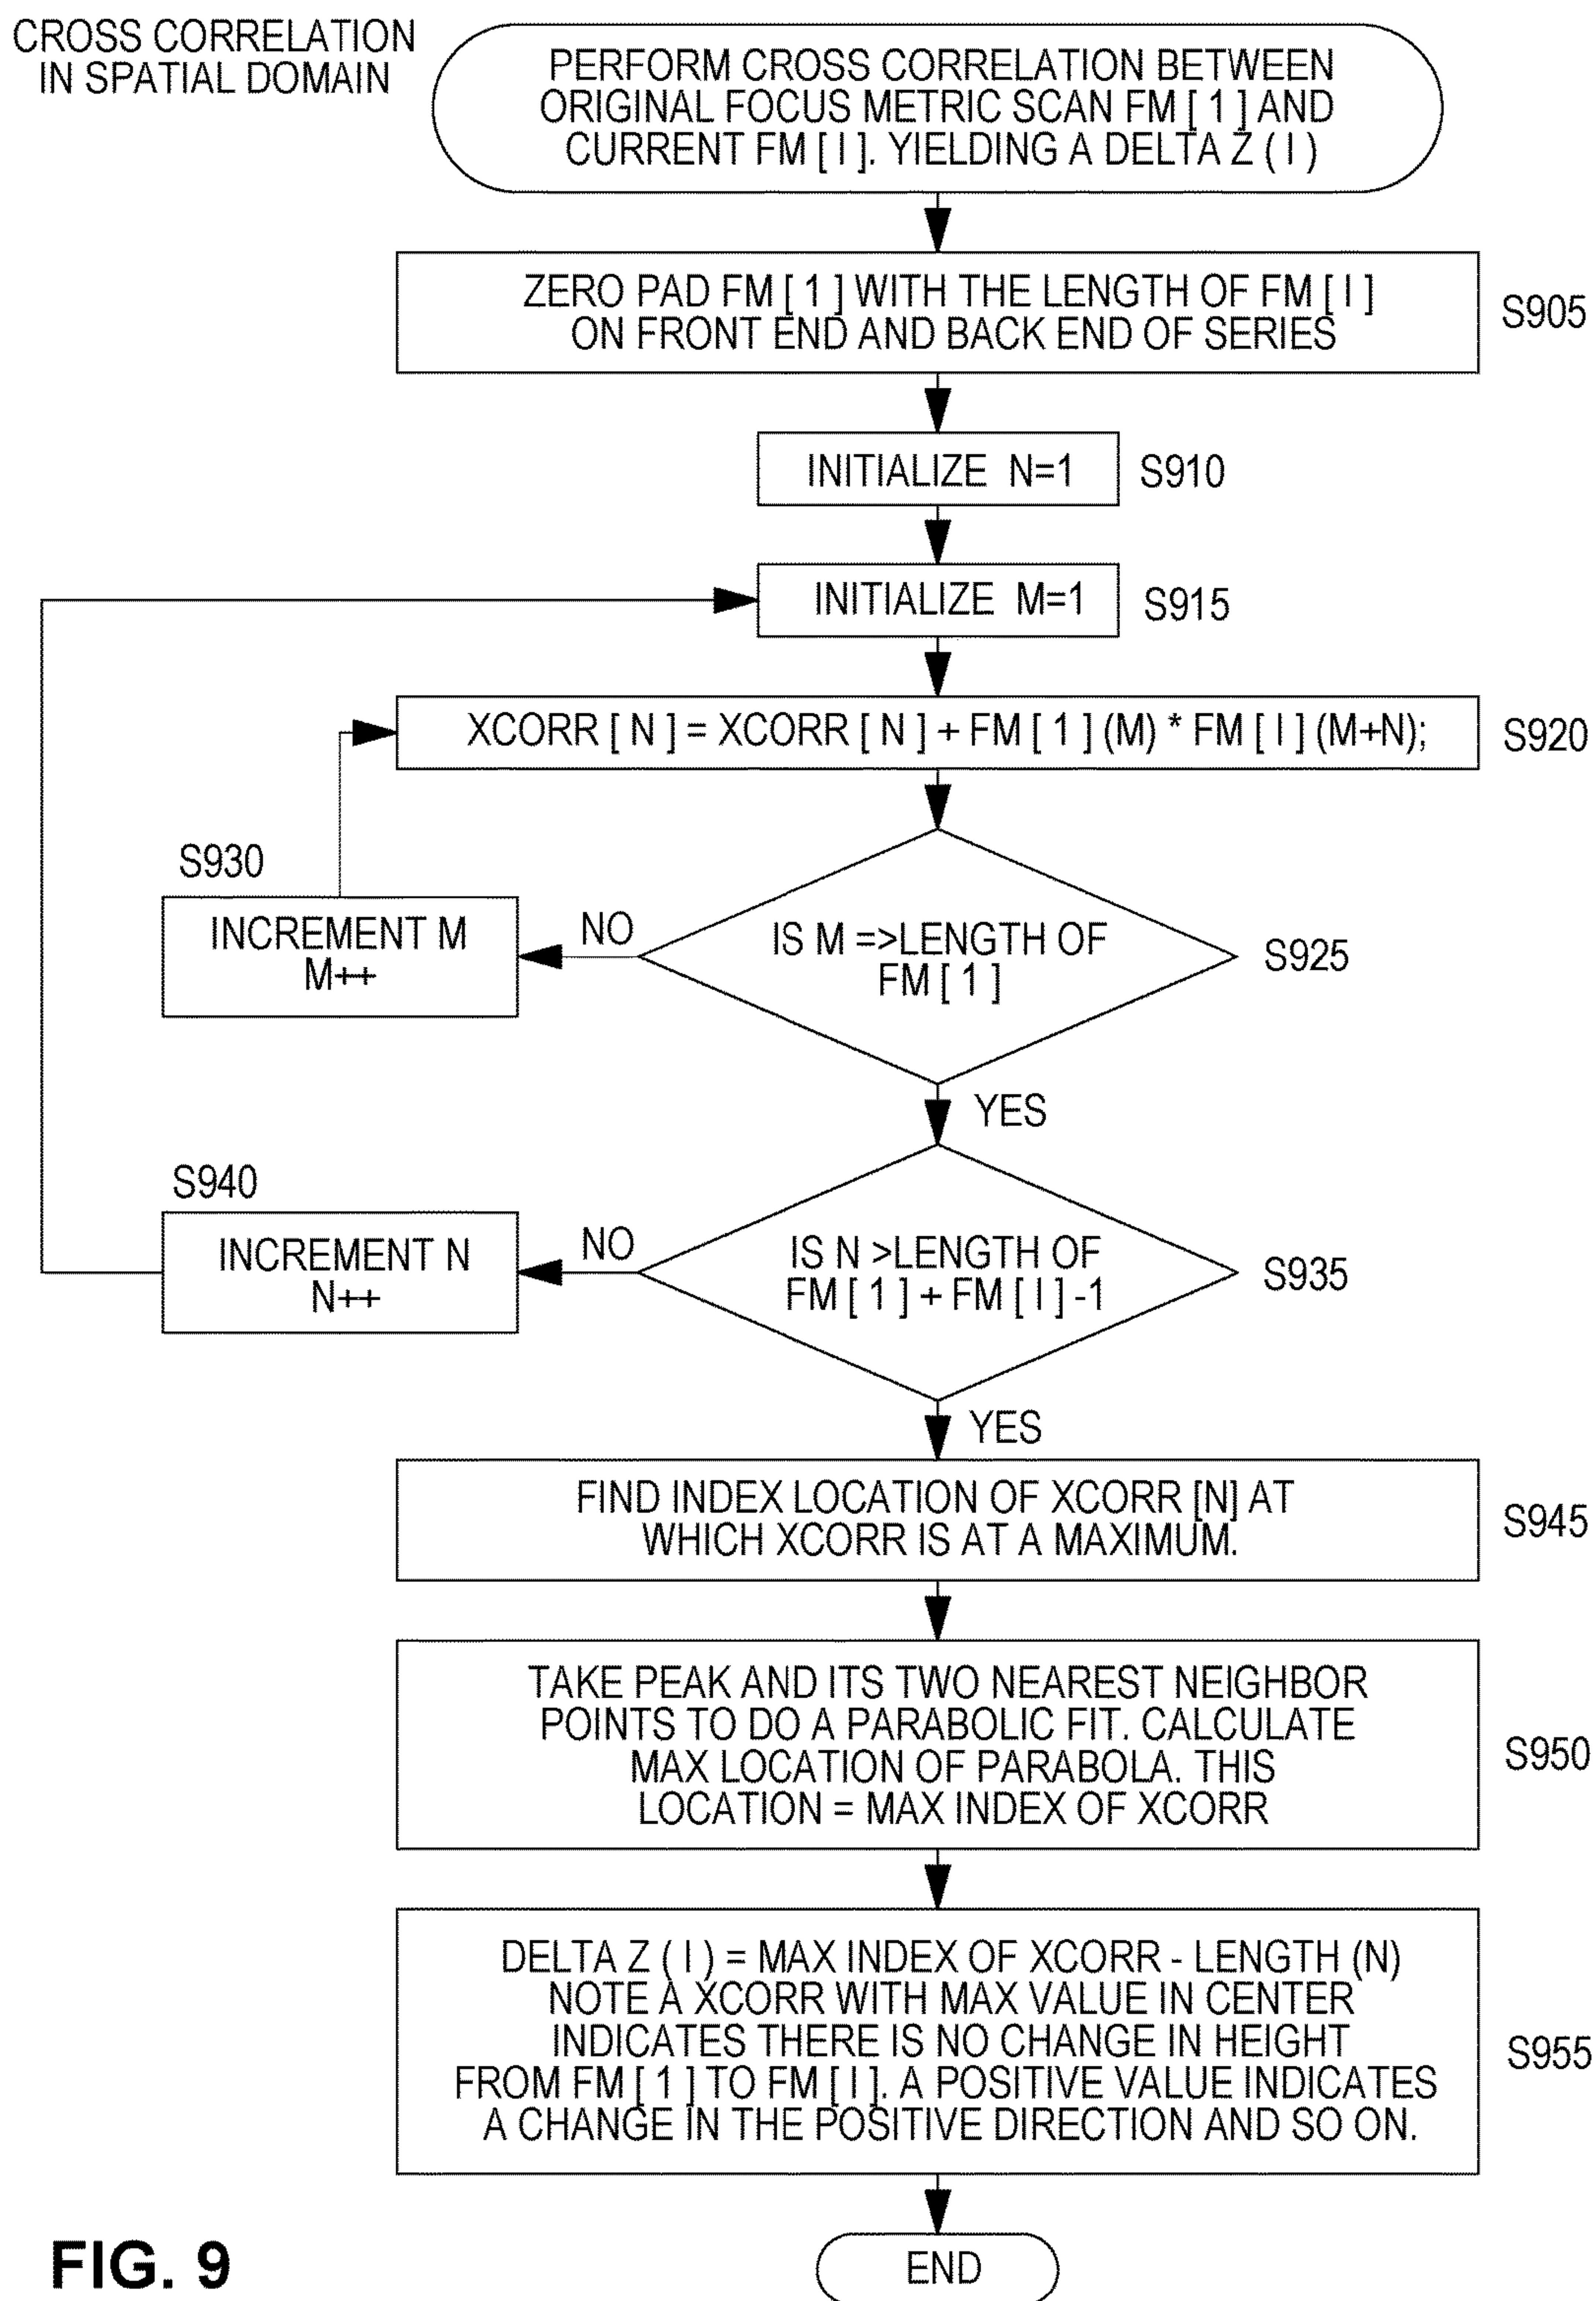 CROSS CORRELATION
IN SPATIAL DOMAIN
PERFORM CROSS CORRELATION BETWEEN
ORIGINAL FOCUS METRIC SCAN FM [ 1 ] AND
CURRENT FM [ I ]. YIELDING A DELTA Z ( I )
ZERO PAD FM [ 1 ] WITH THE LENGTH OF FM [ I ]
ON FRONT END AND BACK END OF SERIES
S905
INITIALIZE N=1
S910
INITIALIZE M=1
S915
XCORR [ N ] = XCORR [ N ] + FM [ 1 ] (M) * FM [ I ] (M+N);
S920
S930
INCREMENT M
M++
NO
IS M =>LENGTH OF
FM [ 1 ]
S925
YES
S940
INCREMENT N
N++
NO
IS N >LENGTH OF
FM [ 1 ] + FM [ I ] -1
S935
YES
FIND INDEX LOCATION OF XCORR [N] AT
WHICH XCORR IS AT A MAXIMUM.
S945
TAKE PEAK AND ITS TWO NEAREST NEIGHBOR
POINTS TO DO A PARABOLIC FIT. CALCULATE
MAX LOCATION OF PARABOLA. THIS
LOCATION = MAX INDEX OF XCORR
S950
DELTA Z ( I ) = MAX INDEX OF XCORR - LENGTH (N)
NOTE A XCORR WITH MAX VALUE IN CENTER
INDICATES THERE IS NO CHANGE IN HEIGHT
FROM FM [ 1 ] TO FM [ I ]. A POSITIVE VALUE INDICATES
A CHANGE IN THE POSITIVE DIRECTION AND SO ON.
S955
END
FIG. 9